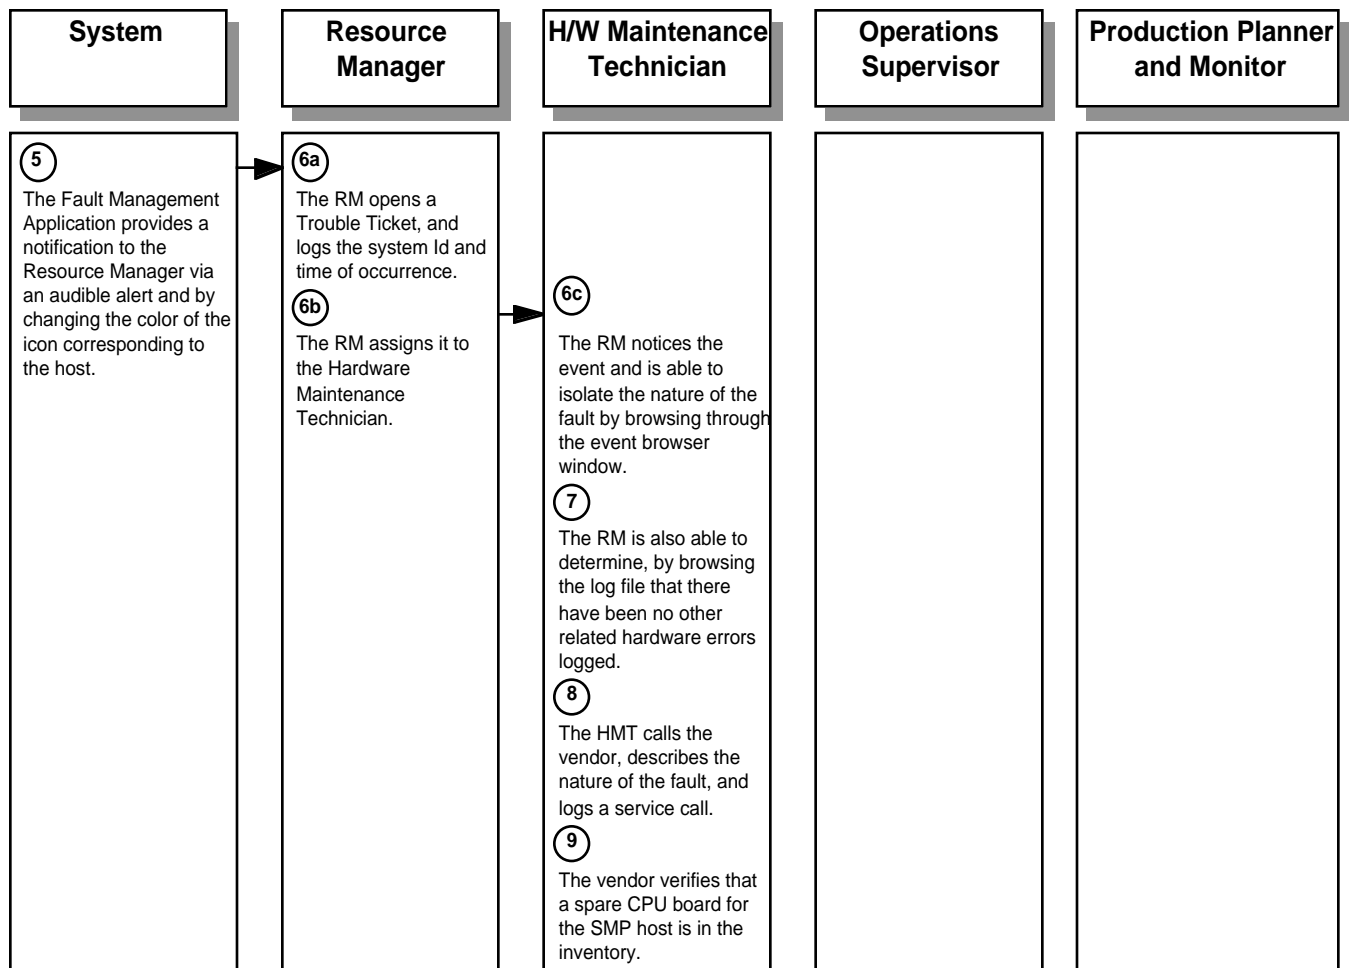 System
Resource
Manager
H/W Maintenance
Technician
Operations
Supervisor
Production Planner
and Monitor
5
The Fault Management
Application provides a
notification to the
Resource Manager via
an audible alert and by
changing the color of the
icon corresponding to
the host.
6a
The RM opens a
Trouble Ticket, and
logs the system Id and
time of occurrence.
6b
The RM assigns it to
the Hardware
Maintenance
Technician.
6c
The RM notices the
event and is able to
isolate the nature of the
fault by browsing through
the event browser
window.
7
The RM is also able to
determine, by browsing
the log file that there
have been no other
related hardware errors
logged.
8
The HMT calls the
vendor, describes the
nature of the fault, and
logs a service call.
9
The vendor verifies that
a spare CPU board for
the SMP host is in the
inventory.